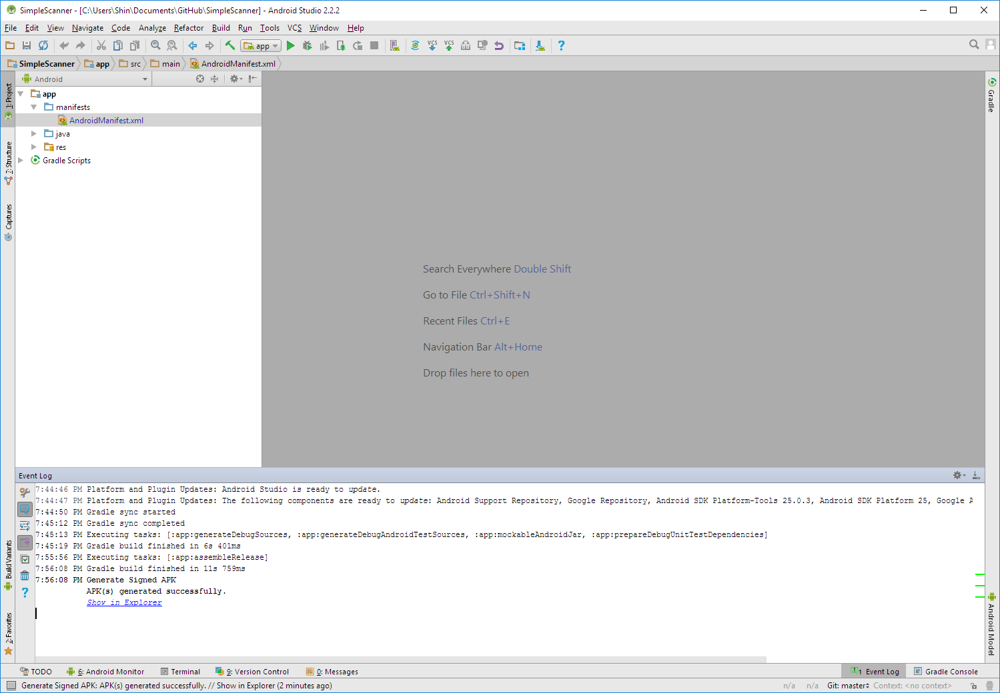 SimpleScanner - [C:\Users\Shin\Documents\GitHub\SimpleScanner] - Android Studio 2.2.2
File Edit View Navigate Code Analyze Refactor Build Run Tools VCS Window Help
app VCS VCS ?
SimpleScanner app src main AndroidManifest.xml
Android
app
manifests
AndroidManifest.xml
java
res
Gradle Scripts
1: Project
7: Structure
Captures
Build Variants
2: Favorites
Gradle
Android Model
Search Everywhere Double Shift
Go to File Ctrl+Shift+N
Recent Files Ctrl+E
Navigation Bar Alt+Home
Drop files here to open
Event Log
7:44:46 PM Platform and Plugin Updates: Android Studio is ready to update.
7:44:47 PM Platform and Plugin Updates: The following components are ready to update: Android Support Repository, Google Repository, Android SDK Platform-Tools 25.0.3, Android SDK Platform 25, Google A
7:44:50 PM Gradle sync started
7:45:12 PM Gradle sync completed
7:45:13 PM Executing tasks: [:app:generateDebugSources, :app:generateDebugAndroidTestSources, :app:mockableAndroidJar, :app:prepareDebugUnitTestDependencies]
7:45:19 PM Gradle build finished in 6s 401ms
7:55:56 PM Executing tasks: [:app:assembleRelease]
7:56:08 PM Gradle build finished in 11s 759ms
7:56:08 PM Generate Signed APK
APK(s) generated successfully.
Show in Explorer
TODO 6: Android Monitor Terminal 9: Version Control 0: Messages 1 Event Log Gradle Console
Generate Signed APK: APK(s) generated successfully. // Show in Explorer (2 minutes ago) n/a n/a Git: master Context: <no context>